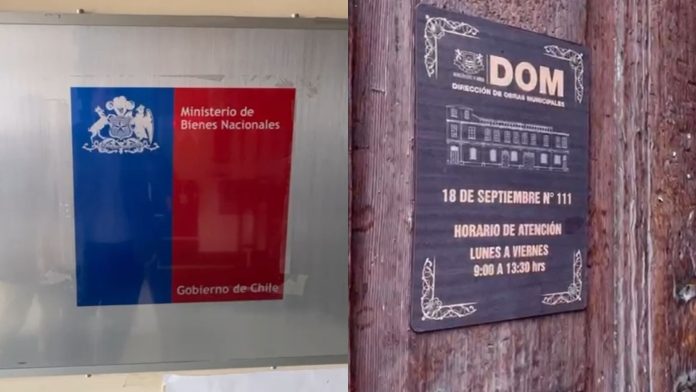 Ministerio de
Bienes Nacionales
Gobierno de Chile
DOM
DIRECCIÓN DE OBRAS MUNICIPALES
18 DE SEPTIEMBRE N° 111
HORARIO DE ATENCIÓN
LUNES A VIERNES
9:00 A 13:30 hrs